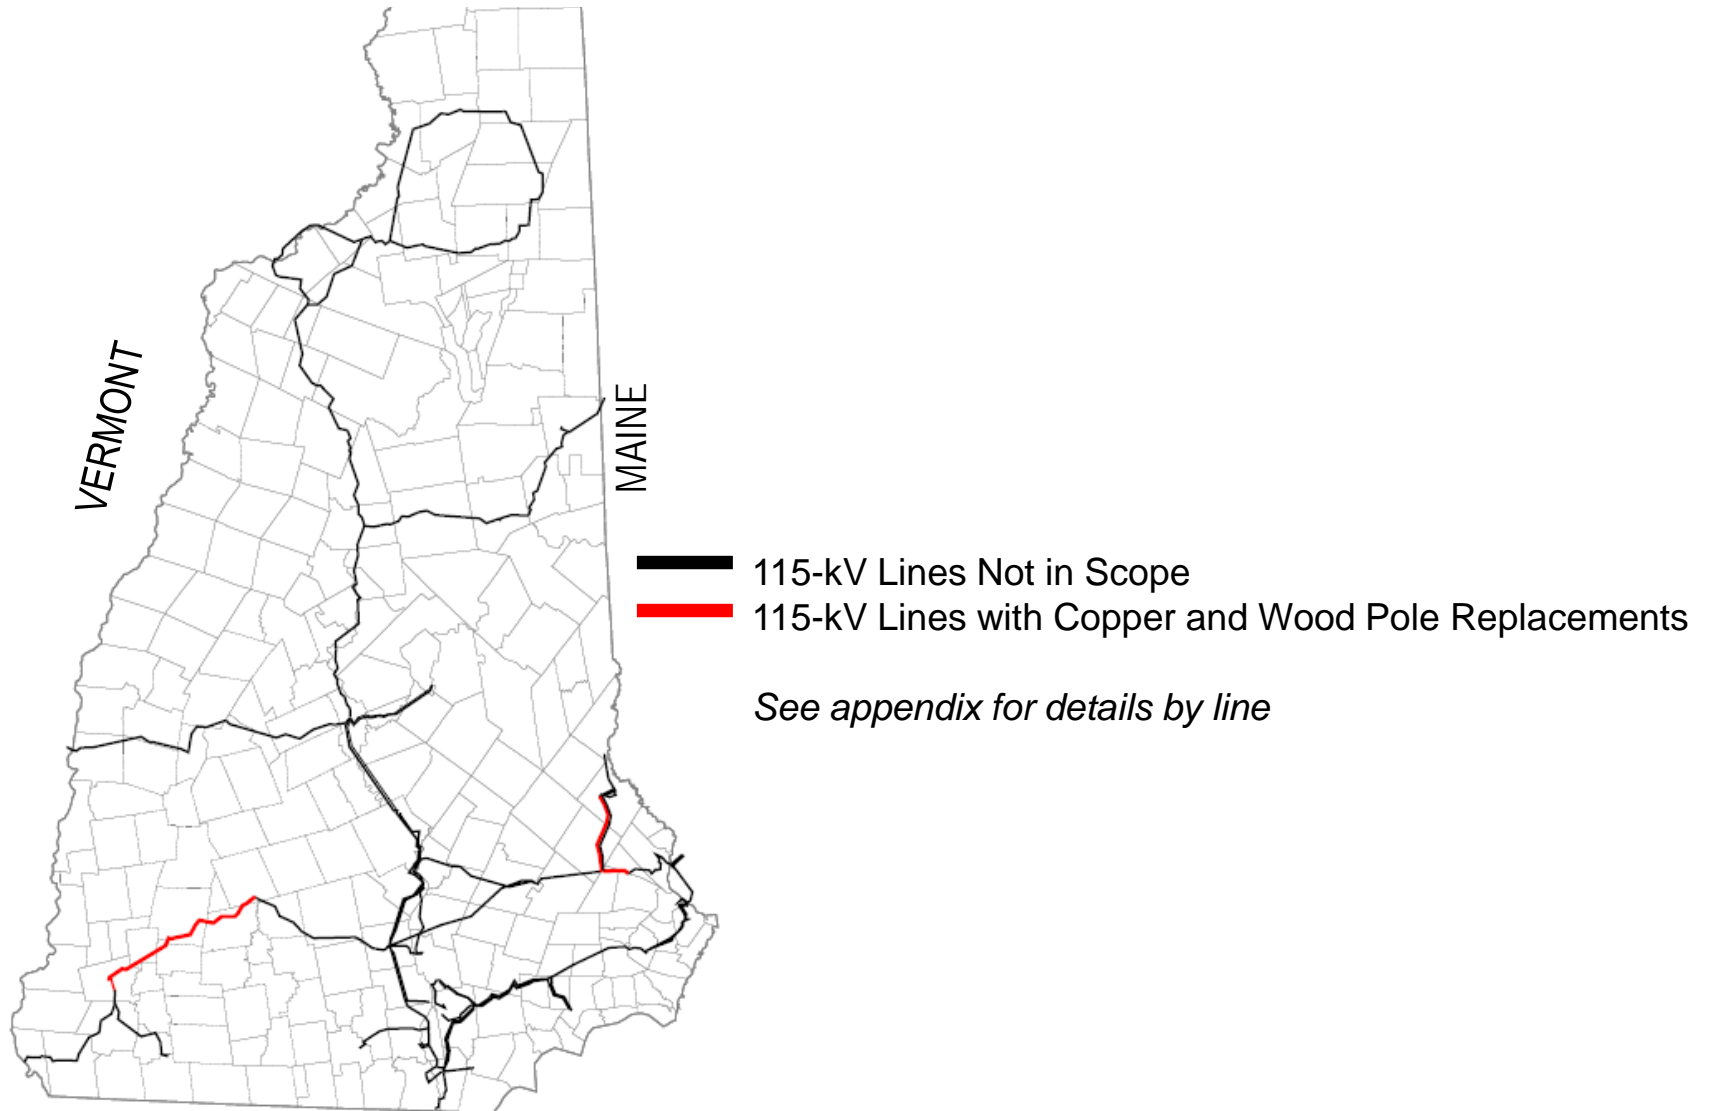 VERMONT
MAINE
115-kV Lines Not in Scope
115-kV Lines with Copper and Wood Pole Replacements
See appendix for details by line